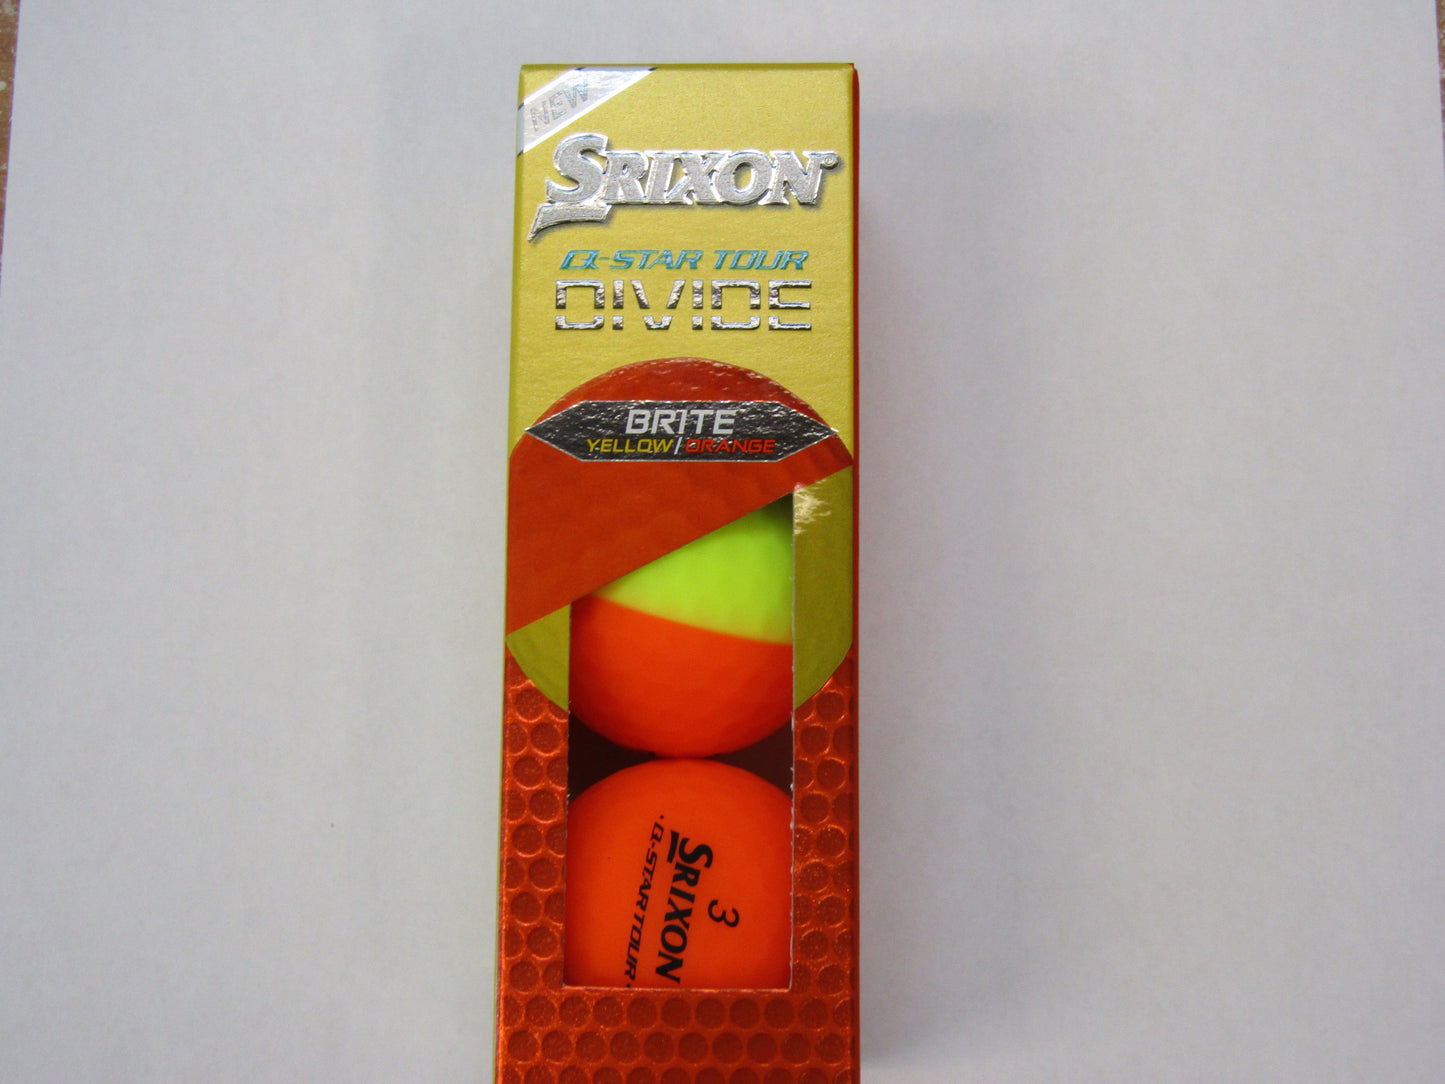 NEW
SRIXON®
Q-STAR TOUR
DIVIDE
BRITE
YELLOW | ORANGE
3
SRIXON
•Q-STAR TOUR•